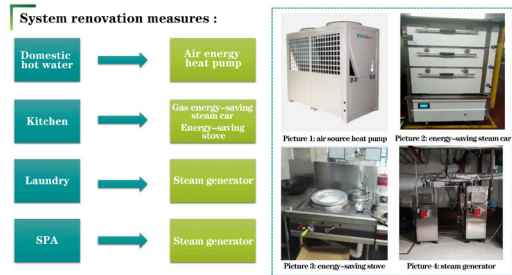 System renovation measures :
Domestic
hot water
Air energy
heat pump
Kitchen
Gas energy-saving
steam car
Energy-saving
stove
Laundry
Steam generator
SPA
Steam generator
Picture 1: air source heat pump
Picture 2: energy-saving steam car
Picture 3: energy-saving stove
Picture 4: steam generator